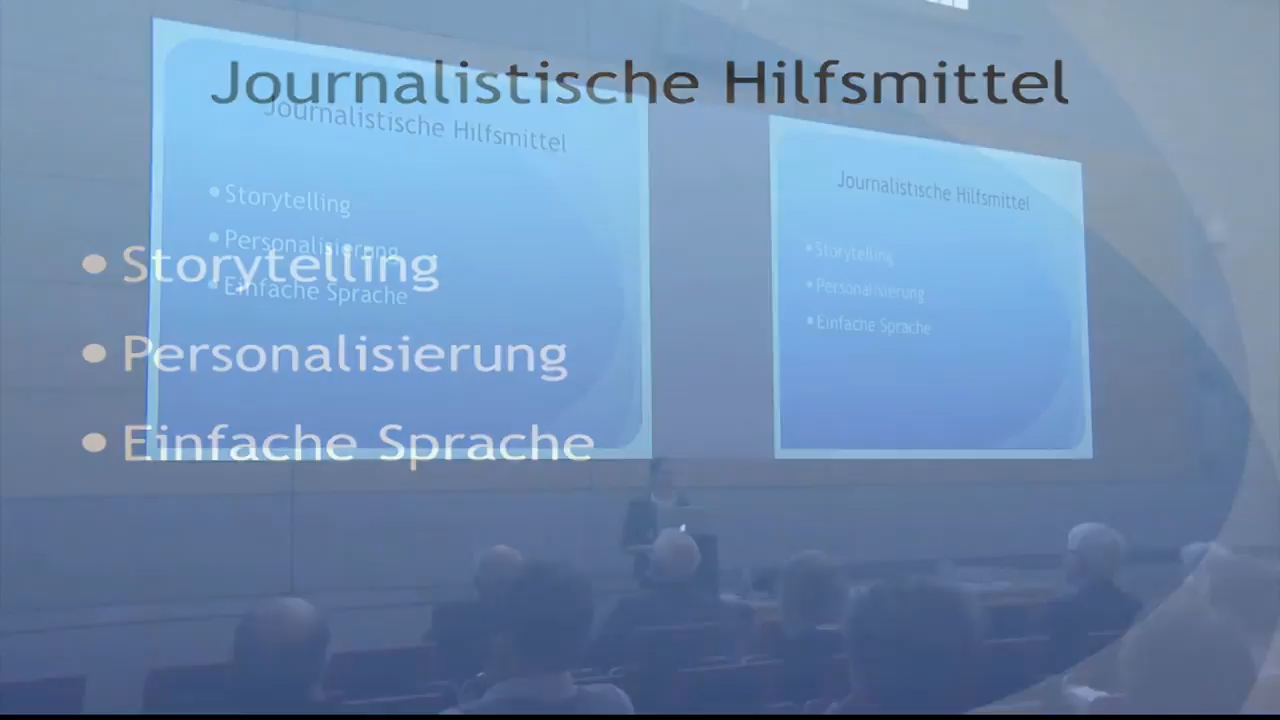 Journalistische Hilfsmittel
• Storytelling
• Personalisierung
• Einfache Sprache
Journalistische Hilfsmittel
• Storytelling
• Personalisierung
• Einfache Sprache
Journalistische Hilfsmittel
• Storytelling
• Personalisierung
• Einfache Sprache